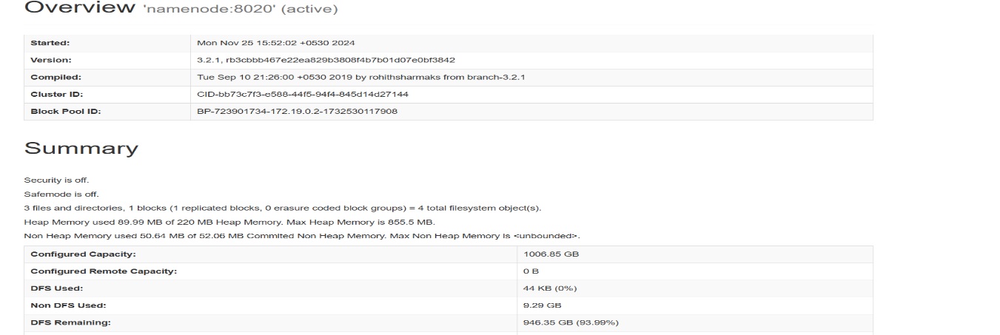 Overview 'namenode:8020' (active)
Started: Mon Nov 25 15:52:02 +0530 2024
Version: 3.2.1, rb3cbbb467e22ea829b3808f4b7b01d07e0bf3842
Compiled: Tue Sep 10 21:26:00 +0530 2019 by rohithsharmaks from branch-3.2.1
Cluster ID: CID-bb73c7f3-e588-44f5-94f4-845d14d27144
Block Pool ID: BP-723901734-172.19.0.2-1732530117908
Summary
Security is off.
Safemode is off.
3 files and directories, 1 blocks (1 replicated blocks, 0 erasure coded block groups) = 4 total filesystem object(s).
Heap Memory used 89.99 MB of 220 MB Heap Memory. Max Heap Memory is 855.5 MB.
Non Heap Memory used 50.64 MB of 52.06 MB Commited Non Heap Memory. Max Non Heap Memory is <unbounded>.
Configured Capacity: 1006.85 GB
Configured Remote Capacity: 0 B
DFS Used: 44 KB (0%)
Non DFS Used: 9.29 GB
DFS Remaining: 946.35 GB (93.99%)